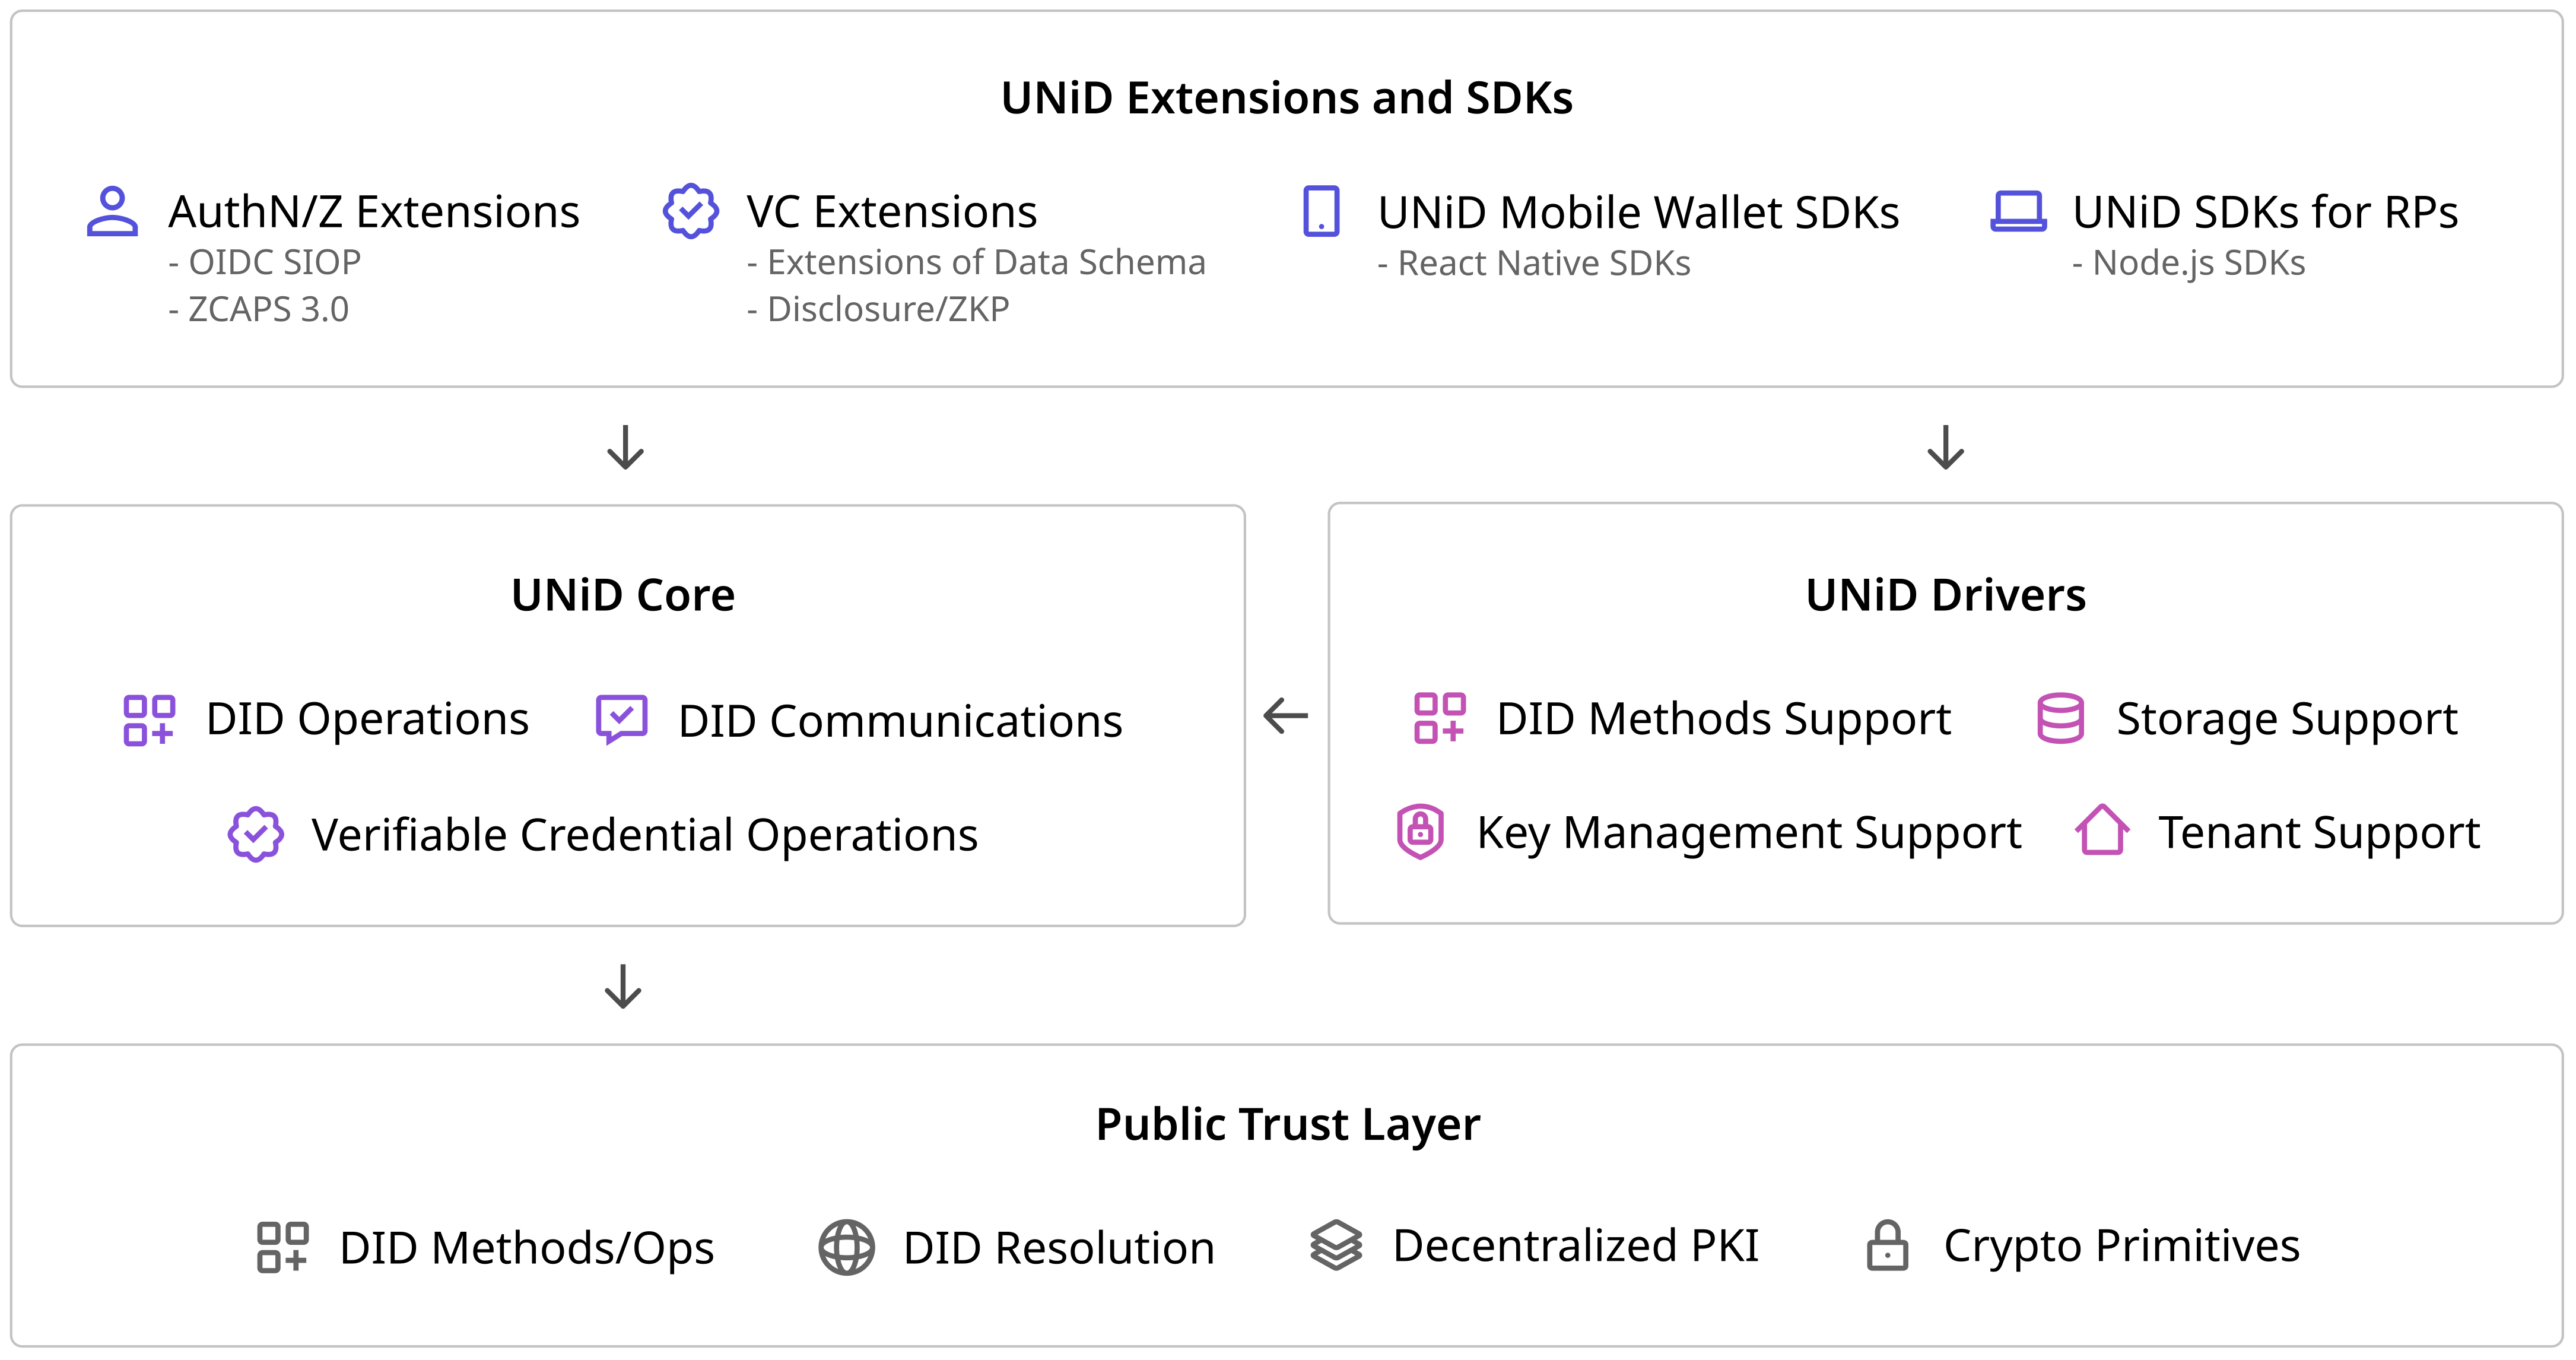 UNiD Extensions and SDKs
AuthN/Z Extensions
- OIDC SIOP
- ZCAPS 3.0
VC Extensions
- Extensions of Data Schema
- Disclosure/ZKP
UNiD Mobile Wallet SDKs
- React Native SDKs
UNiD SDKs for RPs
- Node.js SDKs
UNiD Core
DID Operations
DID Communications
Verifiable Credential Operations
UNiD Drivers
DID Methods Support
Storage Support
Key Management Support
Tenant Support
Public Trust Layer
DID Methods/Ops
DID Resolution
Decentralized PKI
Crypto Primitives